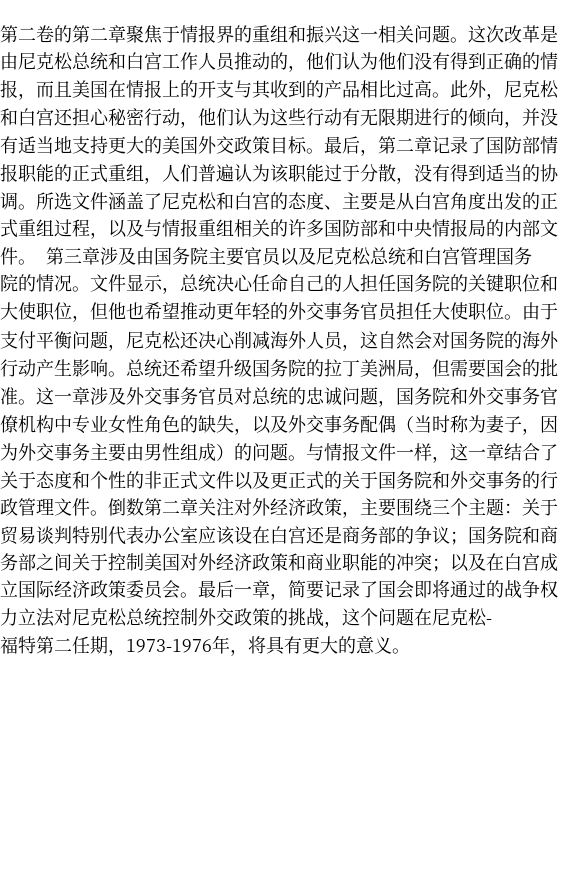 第二卷的第二章聚焦于情报界的重组和振兴这一相关问题。这次改革是
由尼克松总统和白宫工作人员推动的，他们认为他们没有得到正确的情
报，而且美国在情报上的开支与其收到的产品相比过高。此外，尼克松
和白宫还担心秘密行动，他们认为这些行动有无限期进行的倾向，并没
有适当地支持更大的美国外交政策目标。最后，第二章记录了国防部情
报职能的正式重组，人们普遍认为该职能过于分散，没有得到适当的协
调。所选文件涵盖了尼克松和白宫的态度、主要是从白宫角度出发的正
式重组过程，以及与情报重组相关的许多国防部和中央情报局的内部文
件。 第三章涉及由国务院主要官员以及尼克松总统和白宫管理国务
院的情况。文件显示，总统决心任命自己的人担任国务院的关键职位和
大使职位，但他也希望推动更年轻的外交事务官员担任大使职位。由于
支付平衡问题，尼克松还决心削减海外人员，这自然会对国务院的海外
行动产生影响。总统还希望升级国务院的拉丁美洲局，但需要国会的批
准。这一章涉及外交事务官员对总统的忠诚问题，国务院和外交事务官
僚机构中专业女性角色的缺失，以及外交事务配偶（当时称为妻子，因
为外交事务主要由男性组成）的问题。与情报文件一样，这一章结合了
关于态度和个性的非正式文件以及更正式的关于国务院和外交事务的行
政管理文件。倒数第二章关注对外经济政策，主要围绕三个主题：关于
贸易谈判特别代表办公室应该设在白宫还是商务部的争议；国务院和商
务部之间关于控制美国对外经济政策和商业职能的冲突；以及在白宫成
立国际经济政策委员会。最后一章，简要记录了国会即将通过的战争权
力立法对尼克松总统控制外交政策的挑战，这个问题在尼克松-
福特第二任期，1973-1976年，将具有更大的意义。